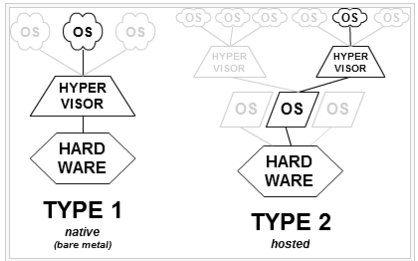 OS OS OS
HYPER
VISOR
HARD
WARE
TYPE 1
native
(bare metal)
OS OS OS OS OS OS
HYPER HYPER
VISOR VISOR
OS OS OS
HARD
WARE
TYPE 2
hosted